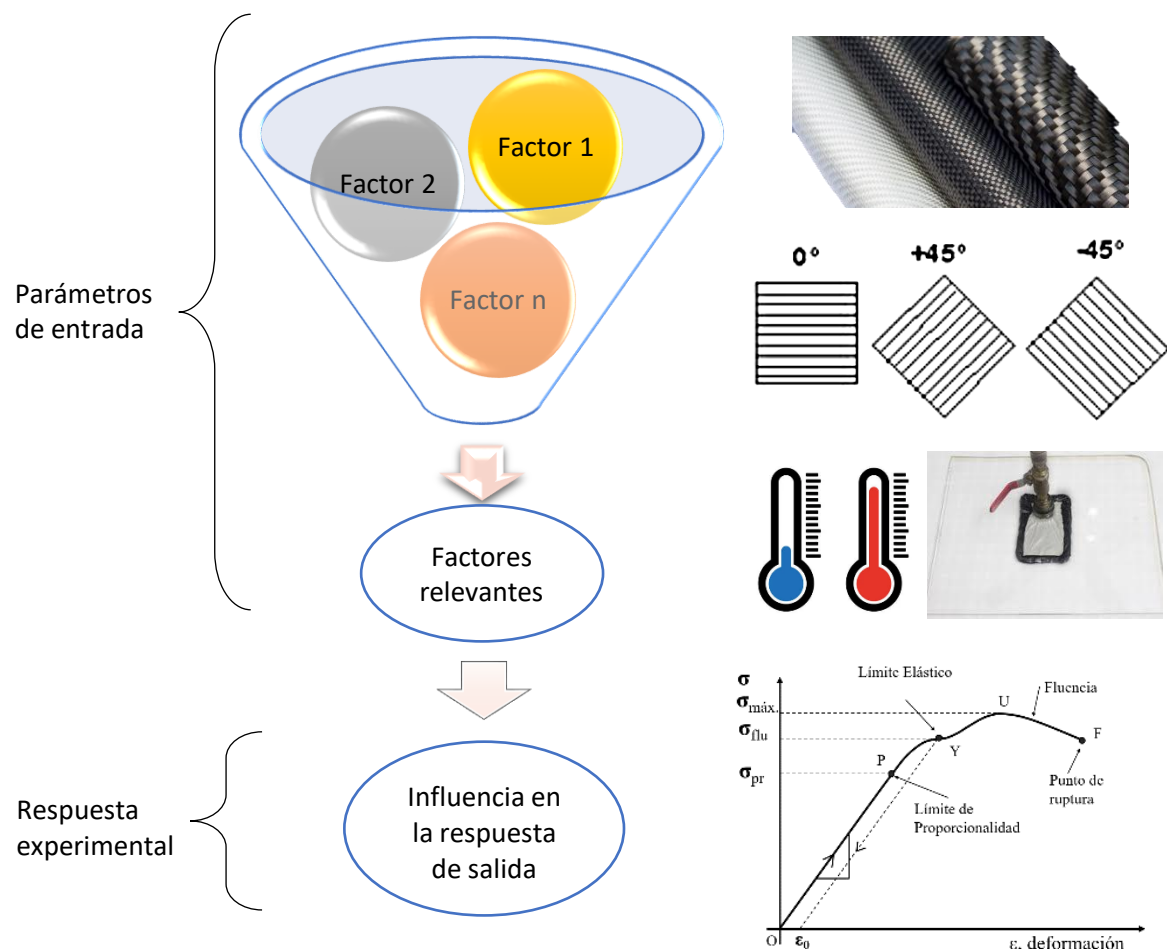 Factor 1
Factor 2
Factor n
Parámetros
de entrada
Factores
relevantes
Respuesta
experimental
Influencia en
la respuesta
de salida
0°
+45°
-45°
σ
σmáx.
σflu
σpr
Límite Elástico
U
Fluencia
F
Y
P
Punto de
ruptura
Límite de
Proporcionalidad
O
ε0
ε, deformación